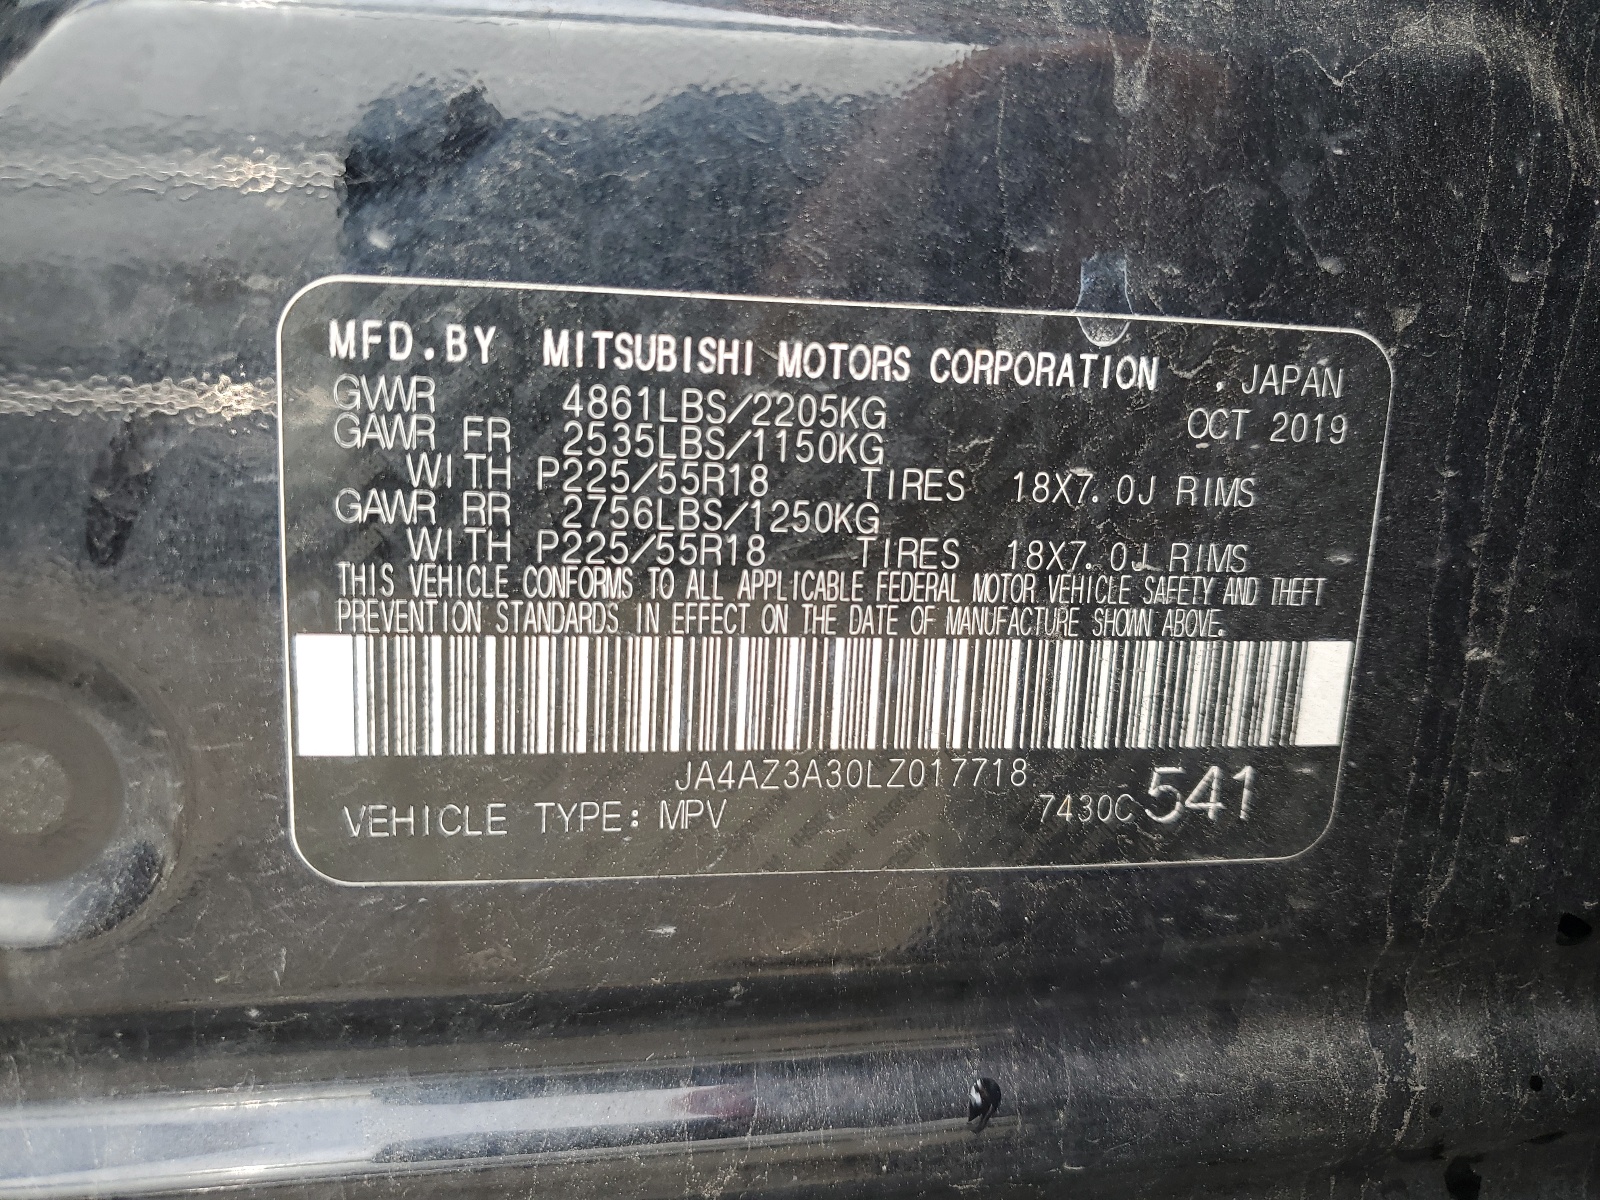 MFD.BY MITSUBISHI MOTORS CORPORATION . JAPAN
GVWR 4861LBS/2205KG OCT 2019
GAWR FR 2535LBS/1150KG
WITH P225/55R18 TIRES 18X7.0J RIMS
GAWR RR 2756LBS/1250KG
WITH P225/55R18 TIRES 18X7.0J RIMS
THIS VEHICLE CONFORMS TO ALL APPLICABLE FEDERAL MOTOR VEHICLE SAFETY AND THEFT
PREVENTION STANDARDS IN EFFECT ON THE DATE OF MANUFACTURE SHOWN ABOVE.
JA4AZ3A30LZ017718
VEHICLE TYPE: MPV 7430C 541